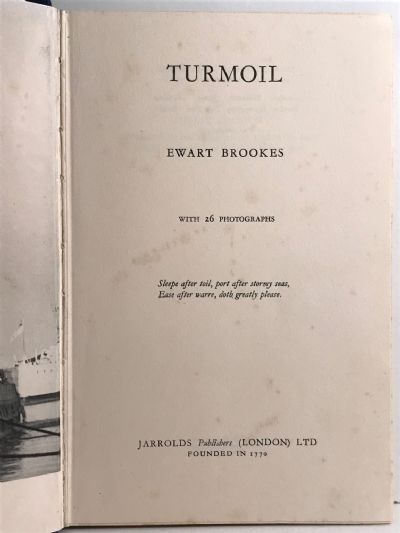 TURMOIL
EWART BROOKES
WITH 26 PHOTOGRAPHS
Sleepe after toil, port after stormy seas,
Ease after warre, doth greatly please.
JARROLDS Publishers (LONDON) LTD
FOUNDED IN 1770